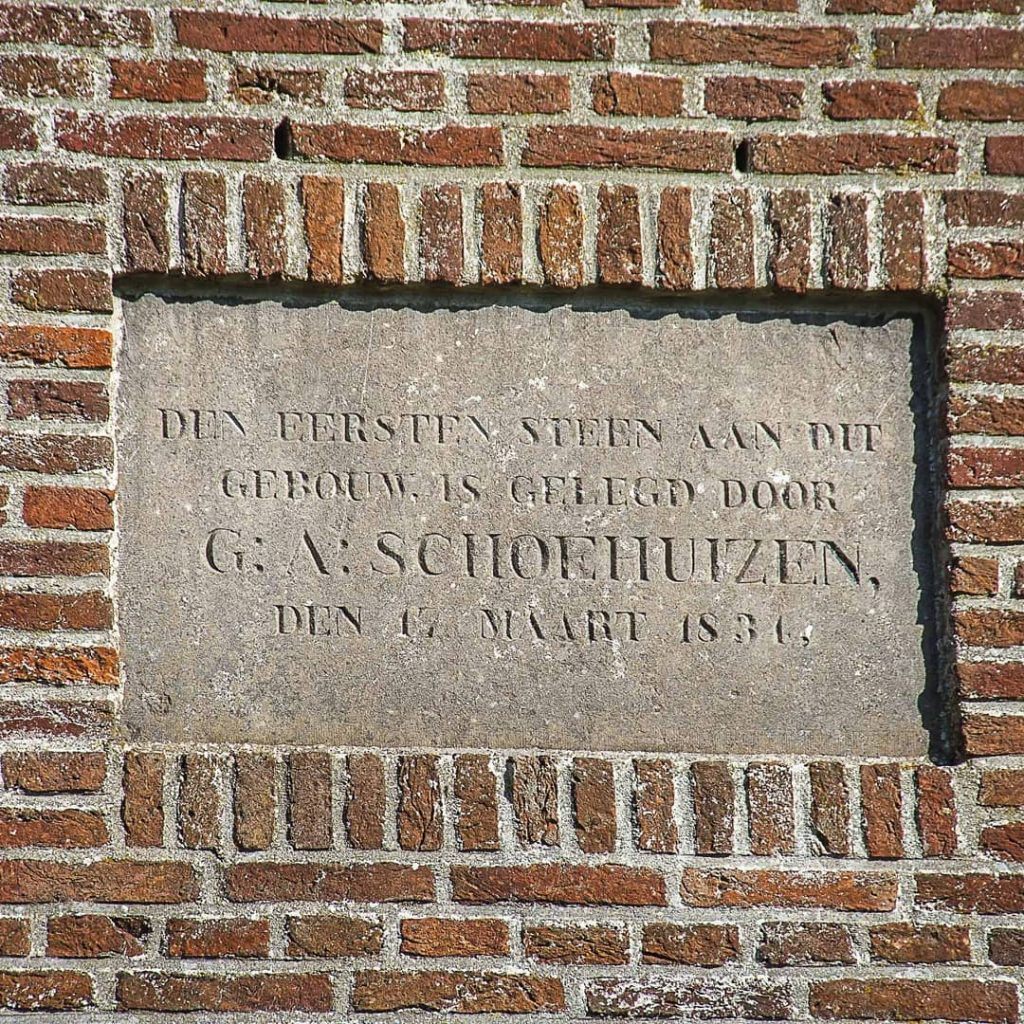 DEN EERSTEN STEEN AAN DIT
GEBOUW, IS GELEGD DOOR
G: A: SCHOEHUIZEN,
DEN 17 MAART 1831,